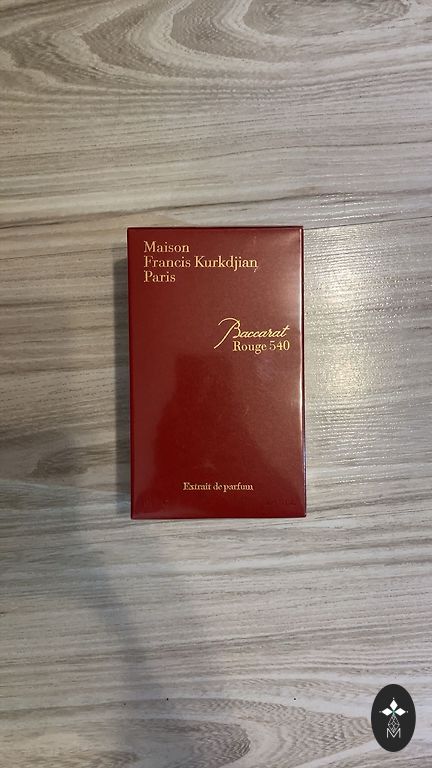 Maison
Francis Kurkdjian
Paris
Baccarat
Rouge 540
Extrait de parfum